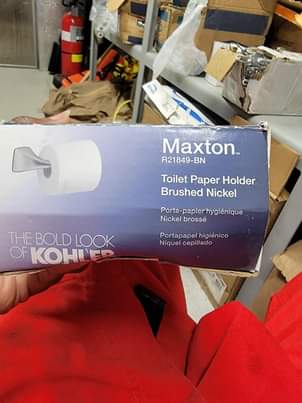 Maxton™
R21849-BN
Toilet Paper Holder
Brushed Nickel
Porte-papier hygiénique
Nickel brossé
Portapapel higiénico
Níquel cepillado
THE BOLD LOOK
OF KOHLER